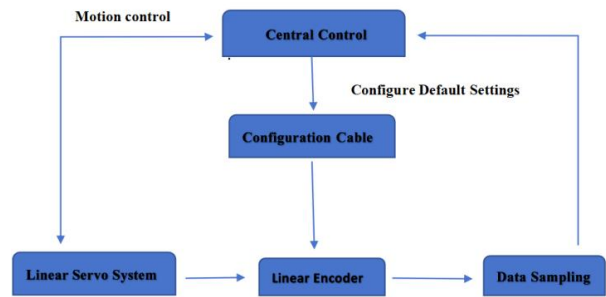 Motion control
Central Control
Configure Default Settings
Configuration Cable
Linear Servo System
Linear Encoder
Data Sampling